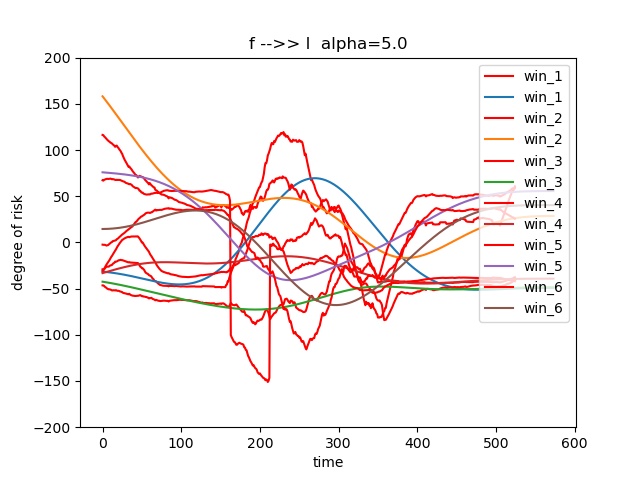 f -->> l  alpha=5.0
degree of risk
200
150
100
50
0
−50
−100
−150
−200
0
100
200
300
400
500
600
time
win_1
win_1
win_2
win_2
win_3
win_3
win_4
win_4
win_5
win_5
win_6
win_6